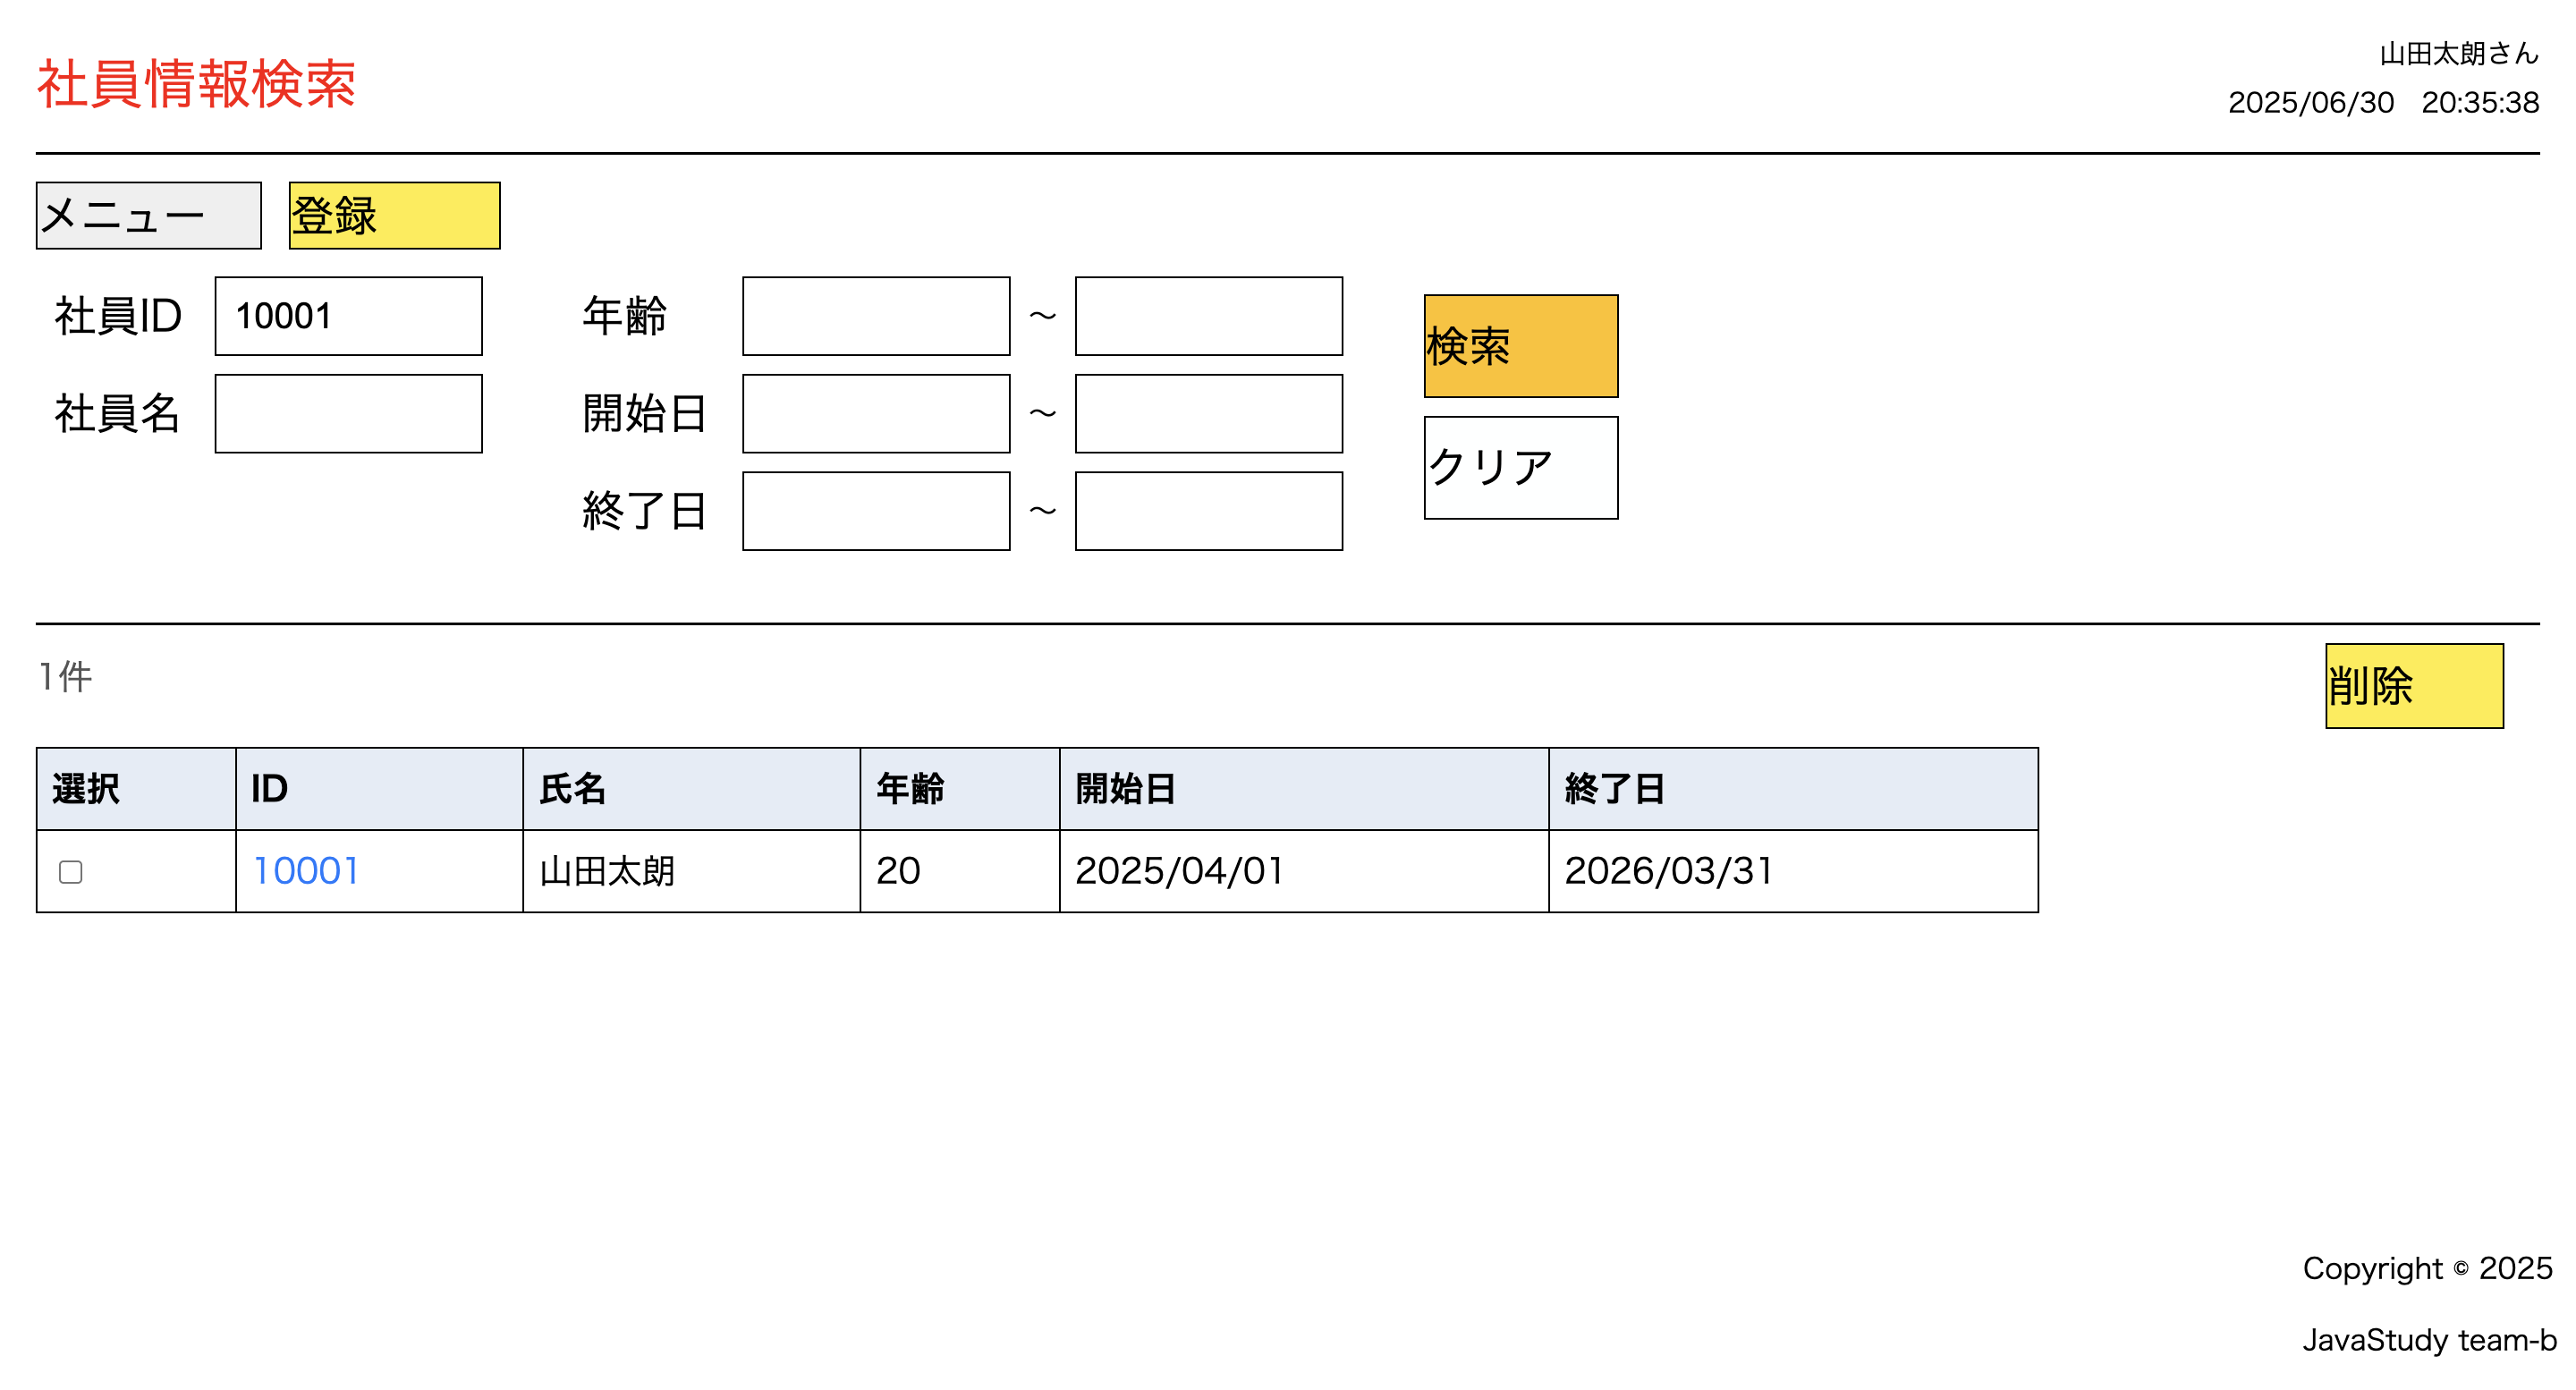 社員情報検索
山田太朗さん
2025/06/30 20:35:38
メニュー 登録
社員ID 10001 年齢 ～
検索
社員名 開始日 ～
クリア
終了日 ～
1件 削除
選択 ID 氏名 年齢 開始日 終了日
10001 山田太朗 20 2025/04/01 2026/03/31
Copyright © 2025
JavaStudy team-b